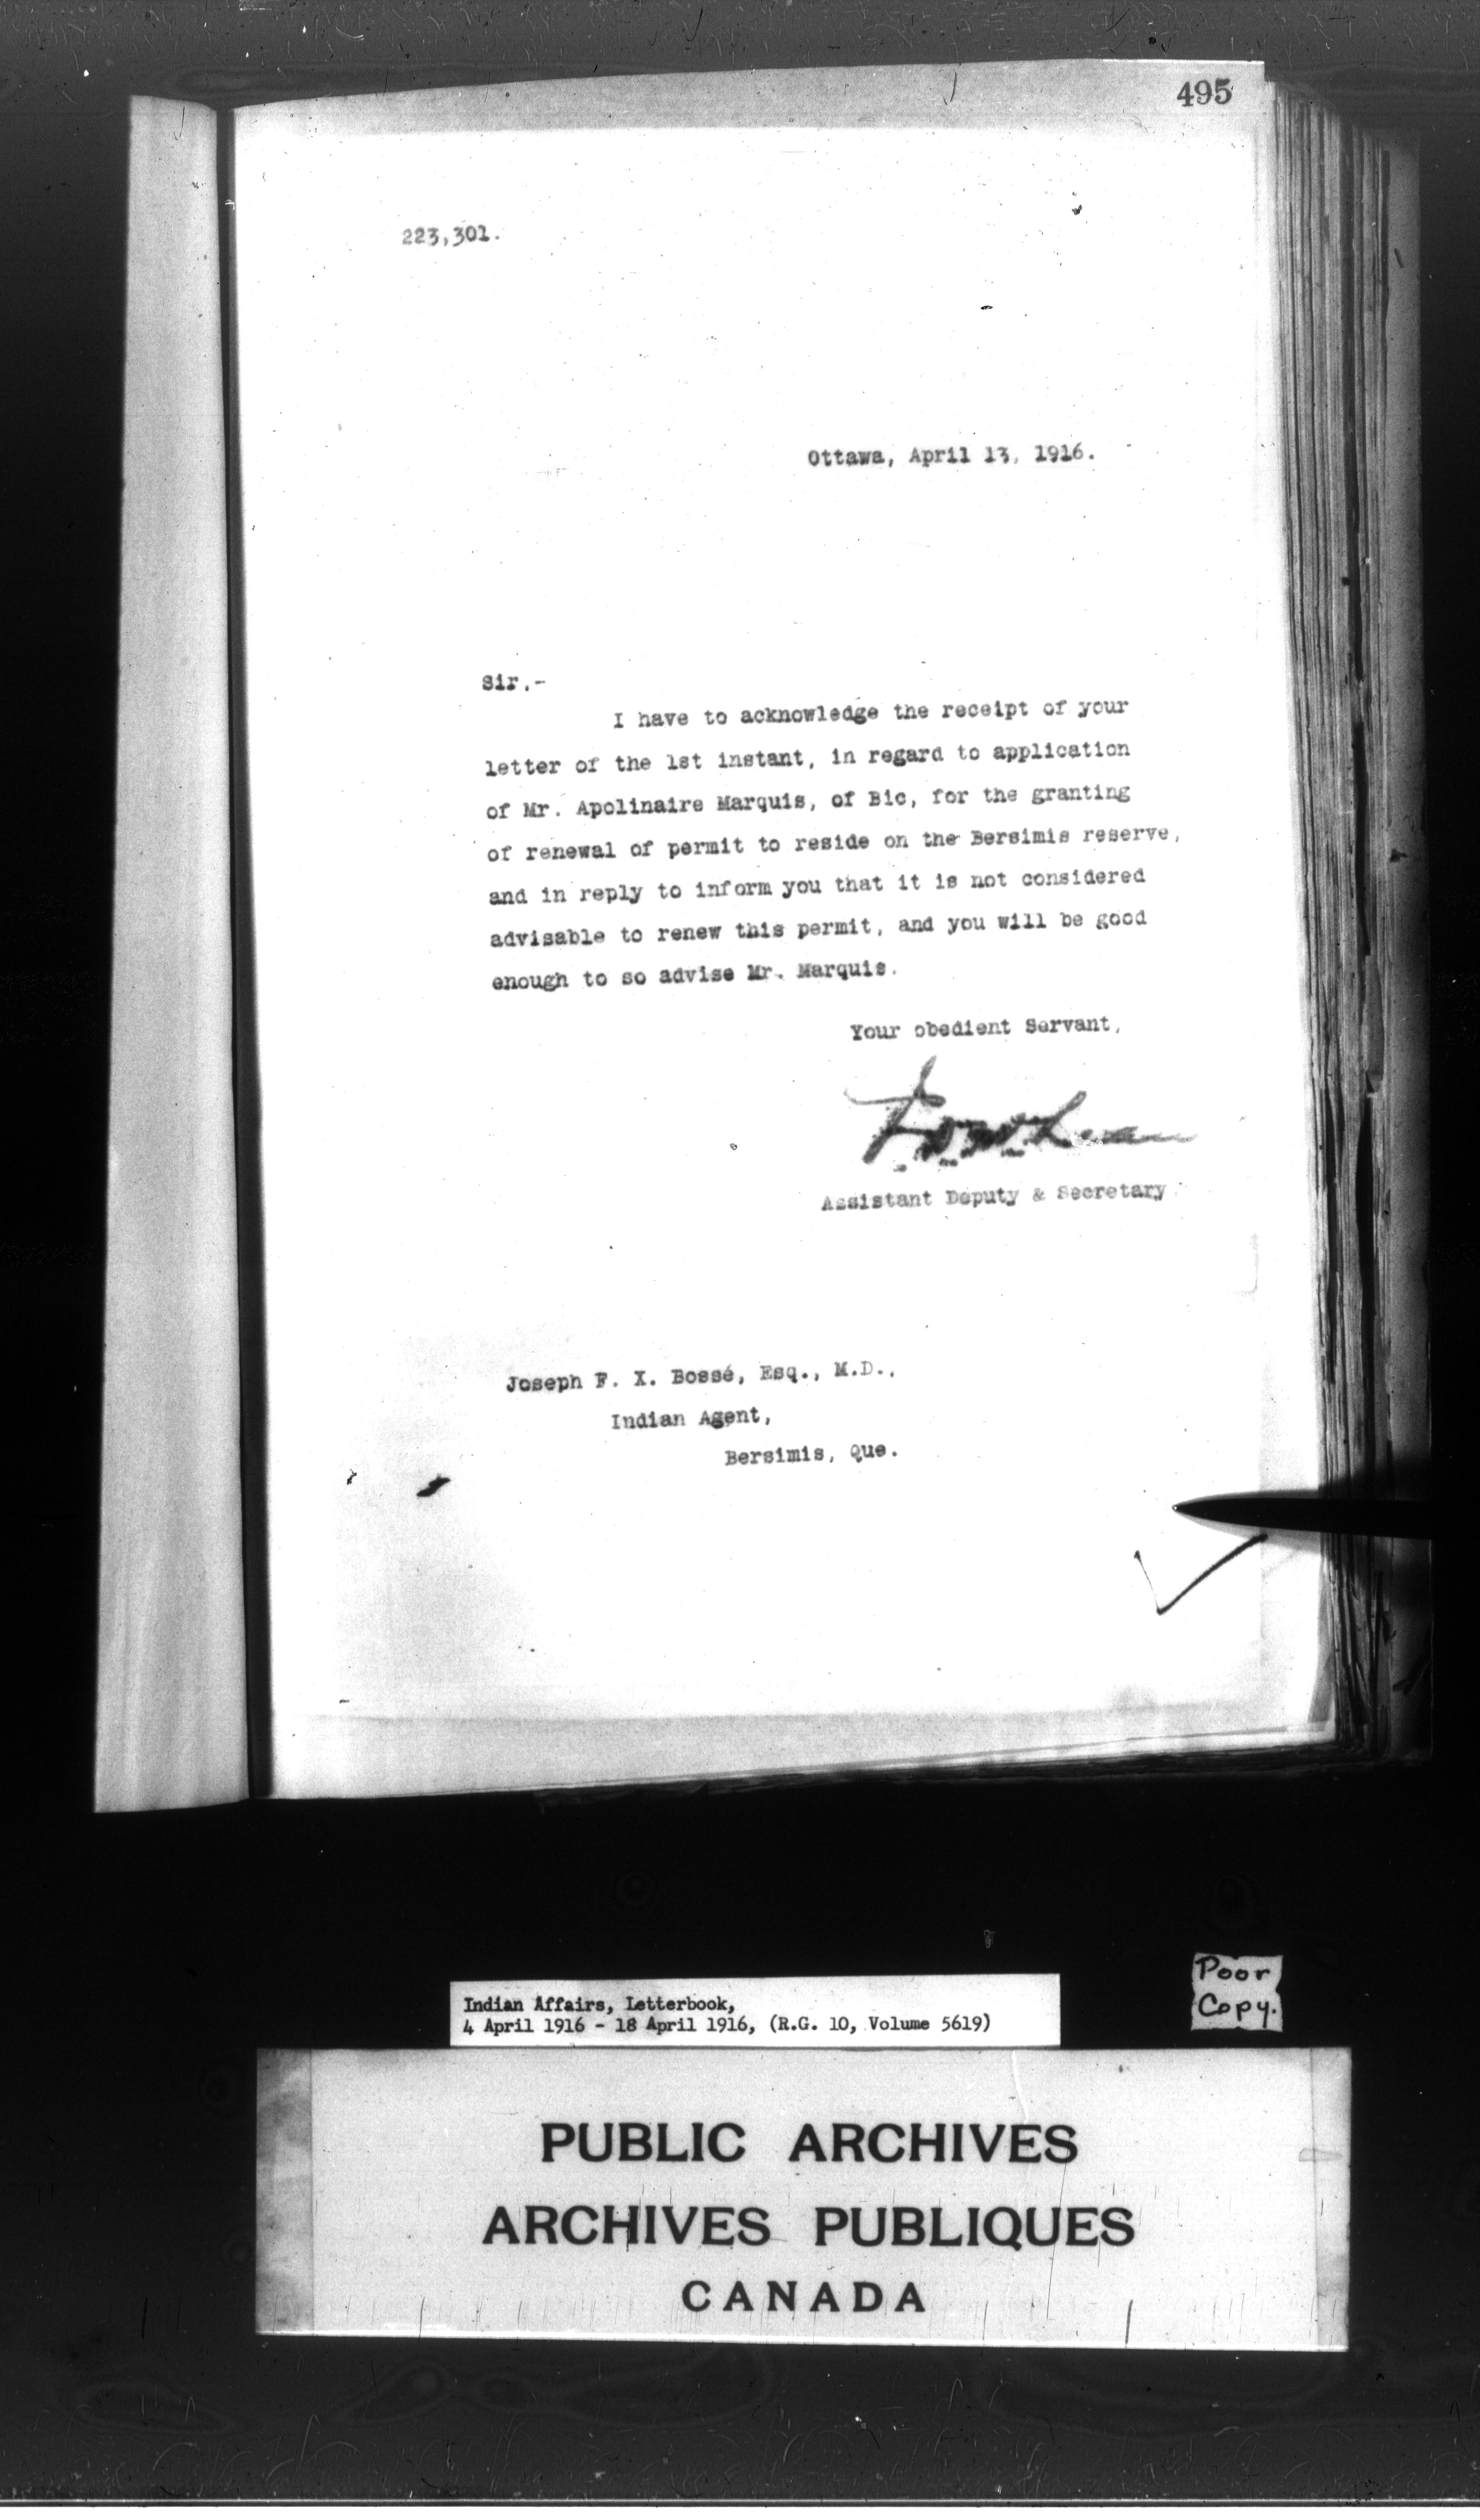 495
223,301.
Ottawa, April 13, 1916.
Sir.-
I have to acknowledge the receipt of your
letter of the 1st instant, in regard to application
of Mr. Apolinaire Marquis, of Bic, for the granting
of renewal of permit to reside on the Bersimis reserve,
and in reply to inform you that it is not considered
advisable to renew this permit, and you will be good
enough to so advise Mr. Marquis.
Your obedient Servant,
Assistant Deputy & Secretary.
Joseph F. X. Bossé, Esq., M.D.,
Indian Agent,
Bersimis, Que.
Indian Affairs, Letterbook,
4 April 1916 - 18 April 1916, (R.G. 10, Volume 5619)
Poor
Copy.
PUBLIC ARCHIVES
ARCHIVES PUBLIQUES
CANADA